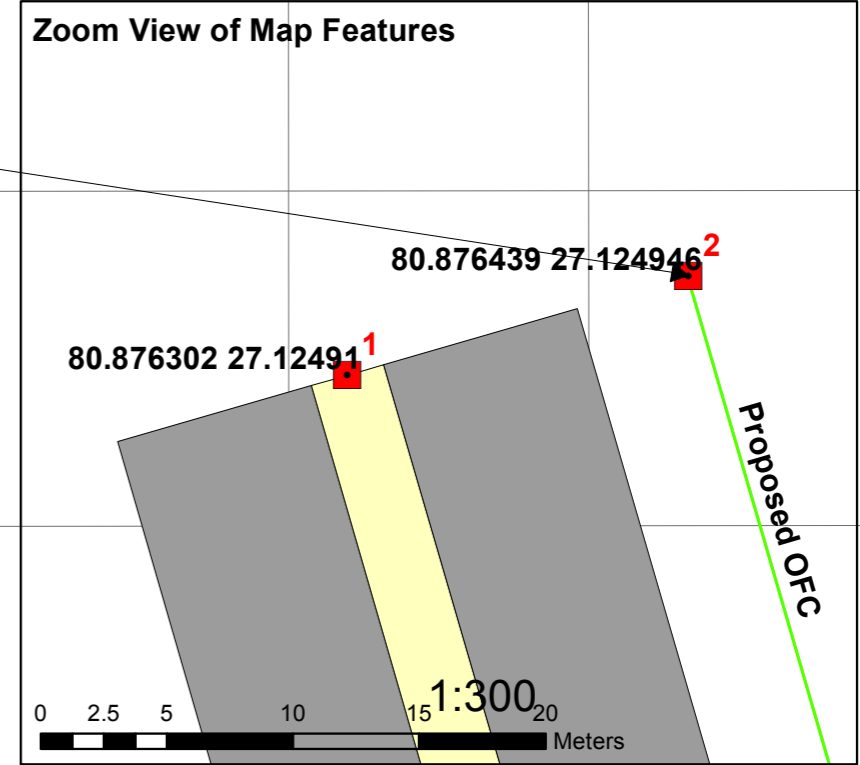 Zoom View of Map Features
80.876439 27.124946 2
80.876302 27.12491 1
Proposed OFC
1:300
0 2.5 5 10 15 20
Meters